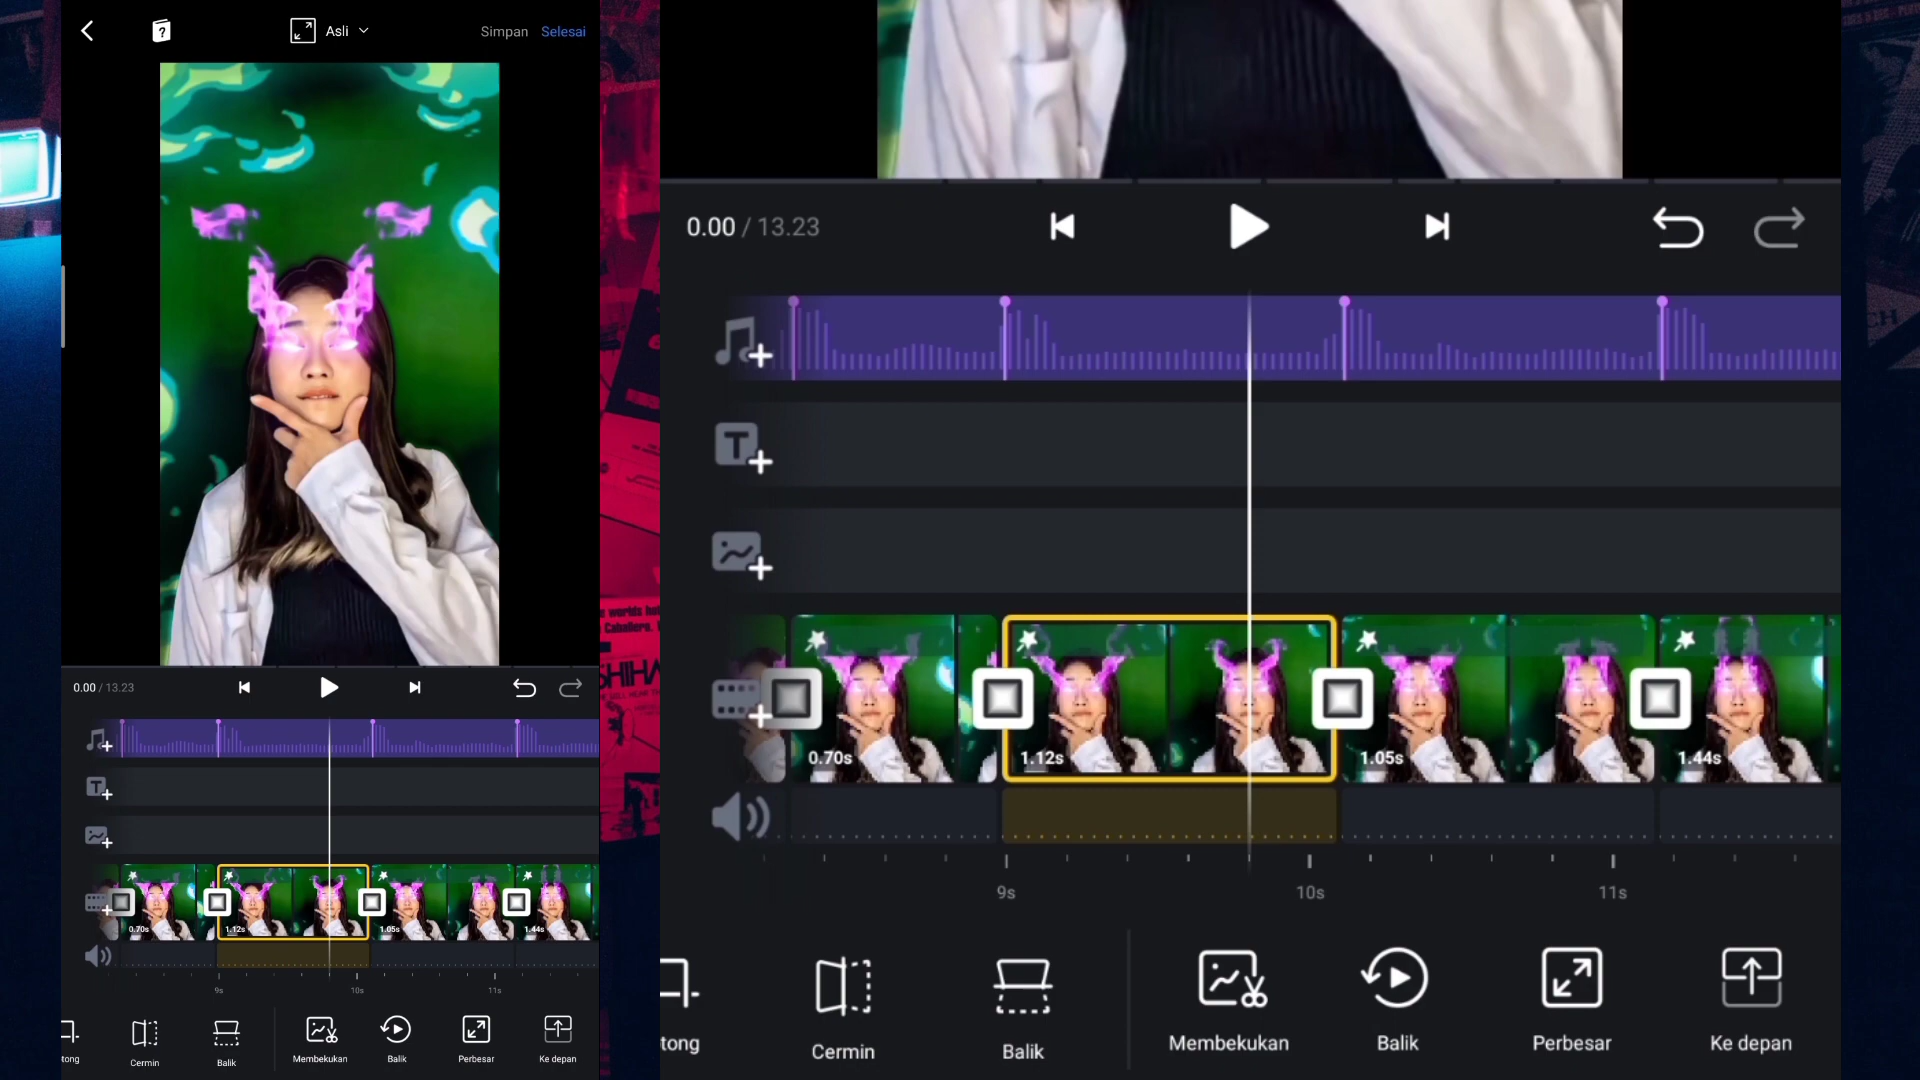 Asli
Simpan
Selesai
0.00 / 13.23
0.70s
1.12s
1.05s
1.44s
9s
10s
11s
tong
Cermin
Balik
Membekukan
Balik
Perbesar
Ke depan
e worlds
Caballero.
0.00 / 13.23
0.70s
1.12s
1.05s
1.44s
9s
10s
11s
tong
Cermin
Balik
Membekukan
Balik
Perbesar
Ke depan